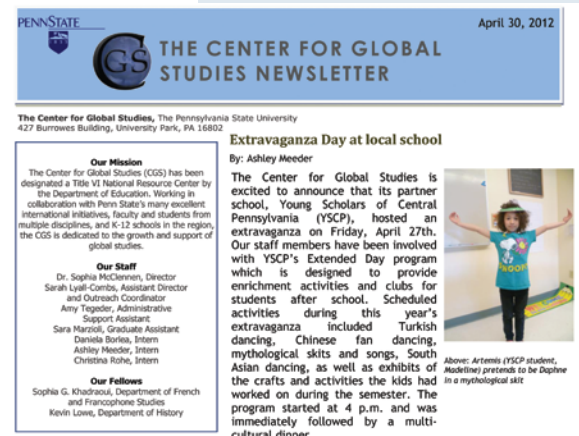 PENNSTATE
April 30, 2012
CGS
THE CENTER FOR GLOBAL
STUDIES NEWSLETTER
The Center for Global Studies, The Pennsylvania State University
427 Burrowes Building, University Park, PA 16802
Our Mission
The Center for Global Studies (CGS) has been
designated a Title VI National Resource Center by
the Department of Education. Working in
collaboration with Penn State's many excellent
international initiatives, faculty and students from
multiple disciplines, and K-12 schools in the region,
the CGS is dedicated to the growth and support of
global studies.
Our Staff
Dr. Sophia McClennen, Director
Sarah Lyall-Combs, Assistant Director
and Outreach Coordinator
Amy Tegeder, Administrative
Support Assistant
Sara Marzioli, Graduate Assistant
Daniela Borlea, Intern
Ashley Meeder, Intern
Christina Rohe, Intern
Our Fellows
Sophia G. Khadraoui, Department of French
and Francophone Studies
Kevin Lowe, Department of History
Extravaganza Day at local school
By: Ashley Meeder
The Center for Global Studies is
excited to announce that its partner
school, Young Scholars of Central
Pennsylvania (YSCP), hosted an
extravaganza on Friday, April 27th.
Our staff members have been involved
with YSCP's Extended Day program
which is designed to provide
enrichment activities and clubs for
students after school. Scheduled
activities during this year's
extravaganza included Turkish
dancing, Chinese fan dancing,
mythological skits and songs, South
Asian dancing, as well as exhibits of
the crafts and activities the kids had
worked on during the semester. The
program started at 4 p.m. and was
immediately followed by a multi-
cultural dinner.
SNOOPY
Above: Artemis (YSCP student,
Madeline) pretends to be Daphne
in a mythological skit